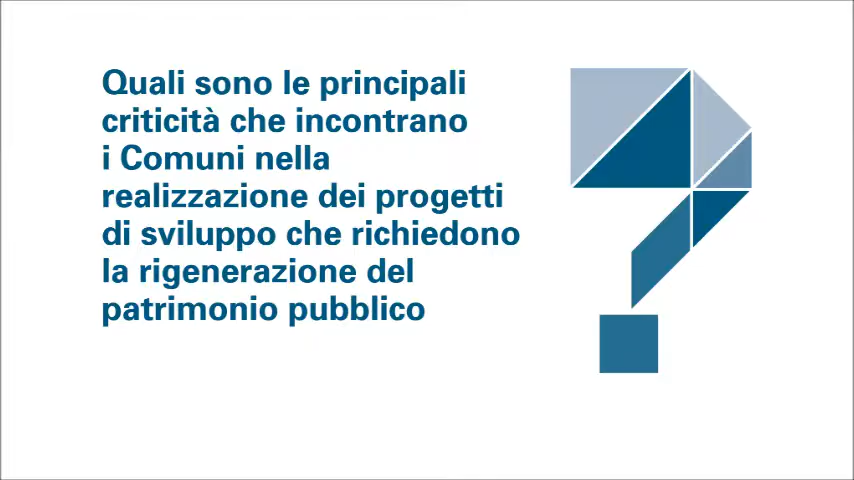 Quali sono le principali
criticità che incontrano
i Comuni nella
realizzazione dei progetti
di sviluppo che richiedono
la rigenerazione del
patrimonio pubblico